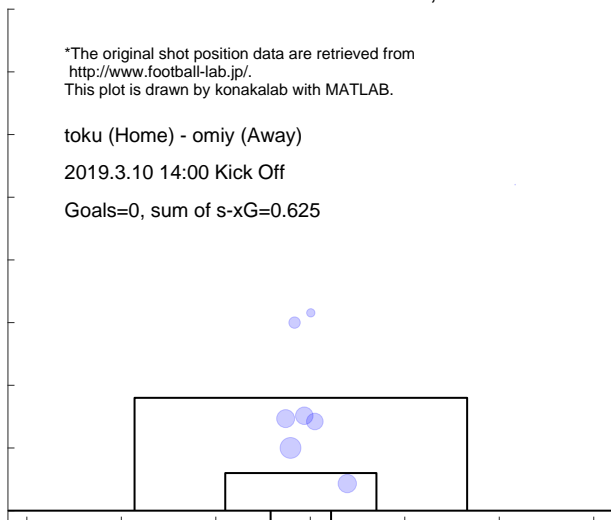 *The original shot position data are retrieved from
http://www.football-lab.jp/.
This plot is drawn by konakalab with MATLAB.
toku (Home) - omiy (Away)
2019.3.10 14:00 Kick Off
Goals=0, sum of s-xG=0.625